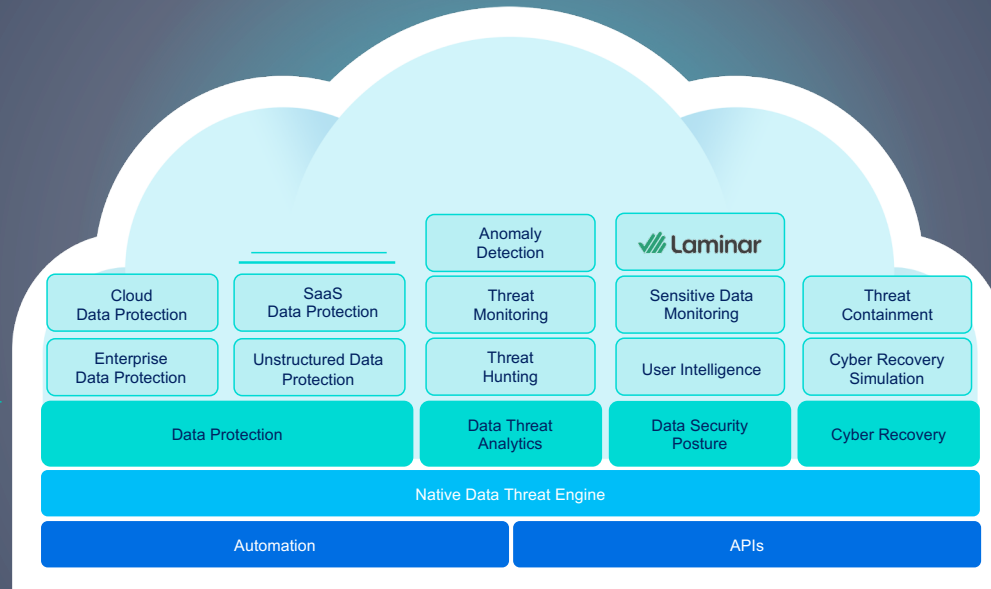 Anomaly
Detection
Laminar
Cloud
Data Protection
SaaS
Data Protection
Threat
Monitoring
Sensitive Data
Monitoring
Threat
Containment
Enterprise
Data Protection
Unstructured Data
Protection
Threat
Hunting
User Intelligence
Cyber Recovery
Simulation
Data Protection
Data Threat
Analytics
Data Security
Posture
Cyber Recovery
Native Data Threat Engine
Automation
APIs